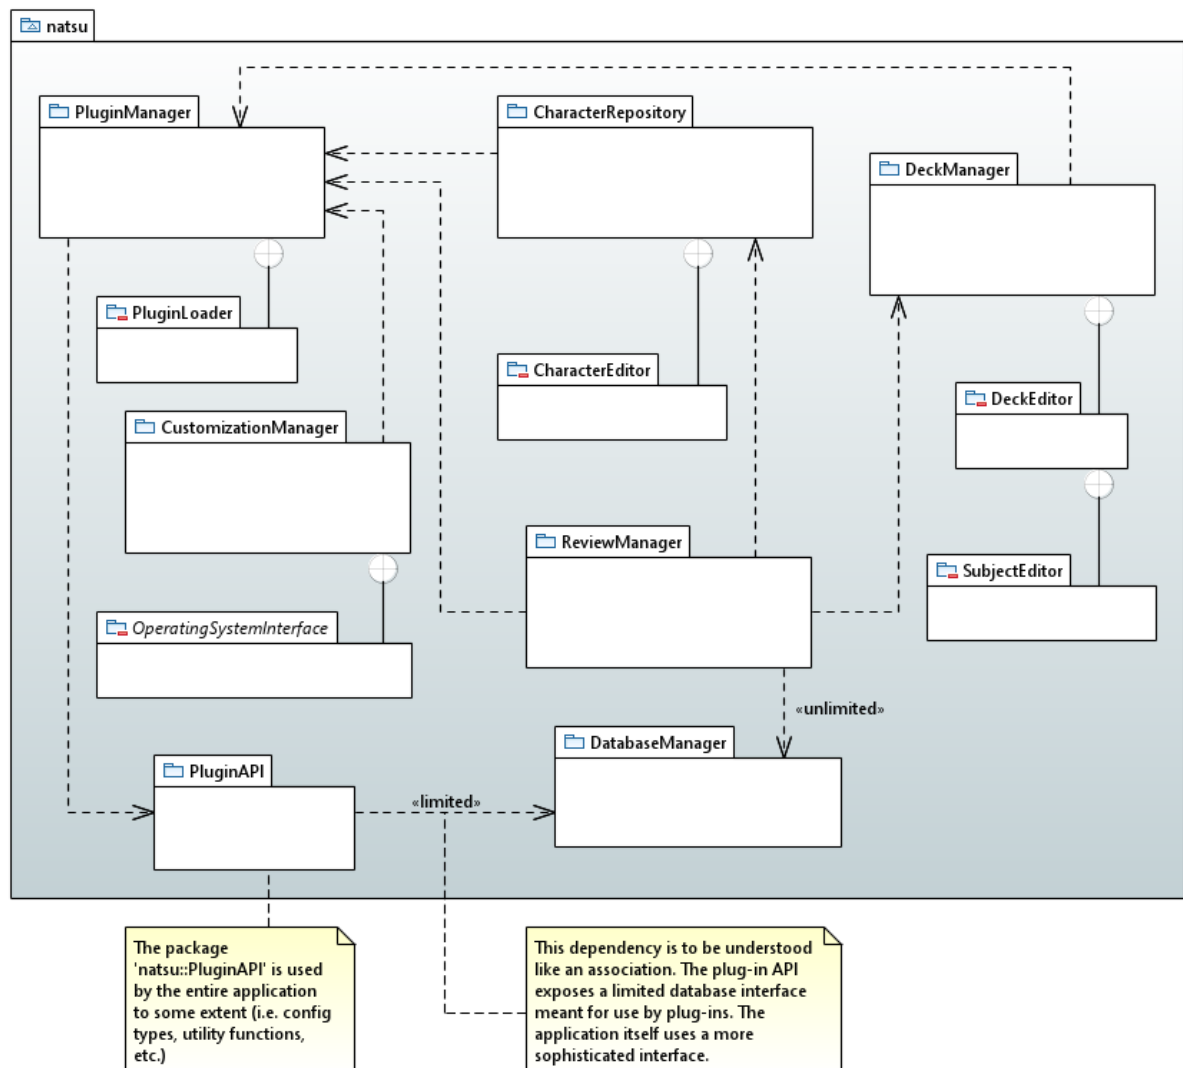 natsu
PluginManager
CharacterRepository
DeckManager
PluginLoader
CharacterEditor
DeckEditor
CustomizationManager
ReviewManager
SubjectEditor
OperatingSystemInterface
«unlimited»
DatabaseManager
PluginAPI
«limited»
The package
'natsu::PluginAPI' is used
by the entire application
to some extent (i.e. config
types, utility functions,
etc.)
This dependency is to be understood
like an association. The plug-in API
exposes a limited database interface
meant for use by plug-ins. The
application itself uses a more
sophisticated interface.